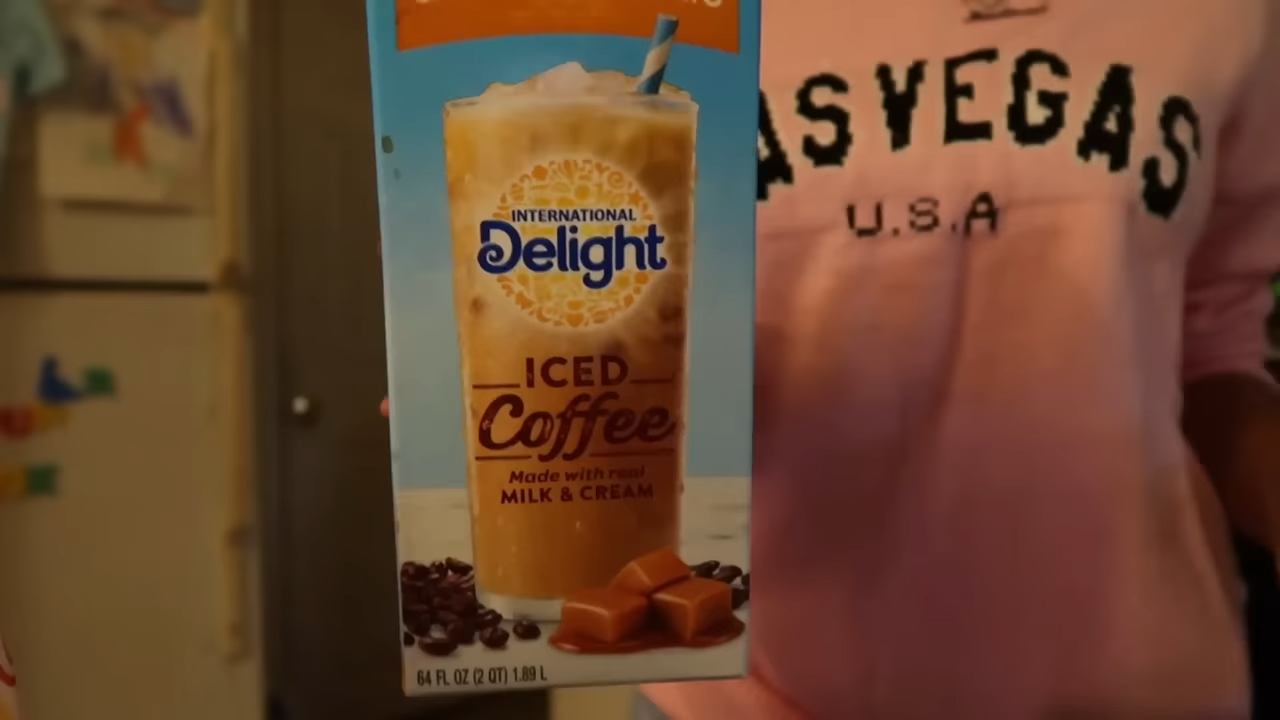 INTERNATIONAL
Delight
ICED
Coffee
Made with real
MILK & CREAM
64 FL OZ (2 QT) 1.89 L
ASVEGAS
U.S.A